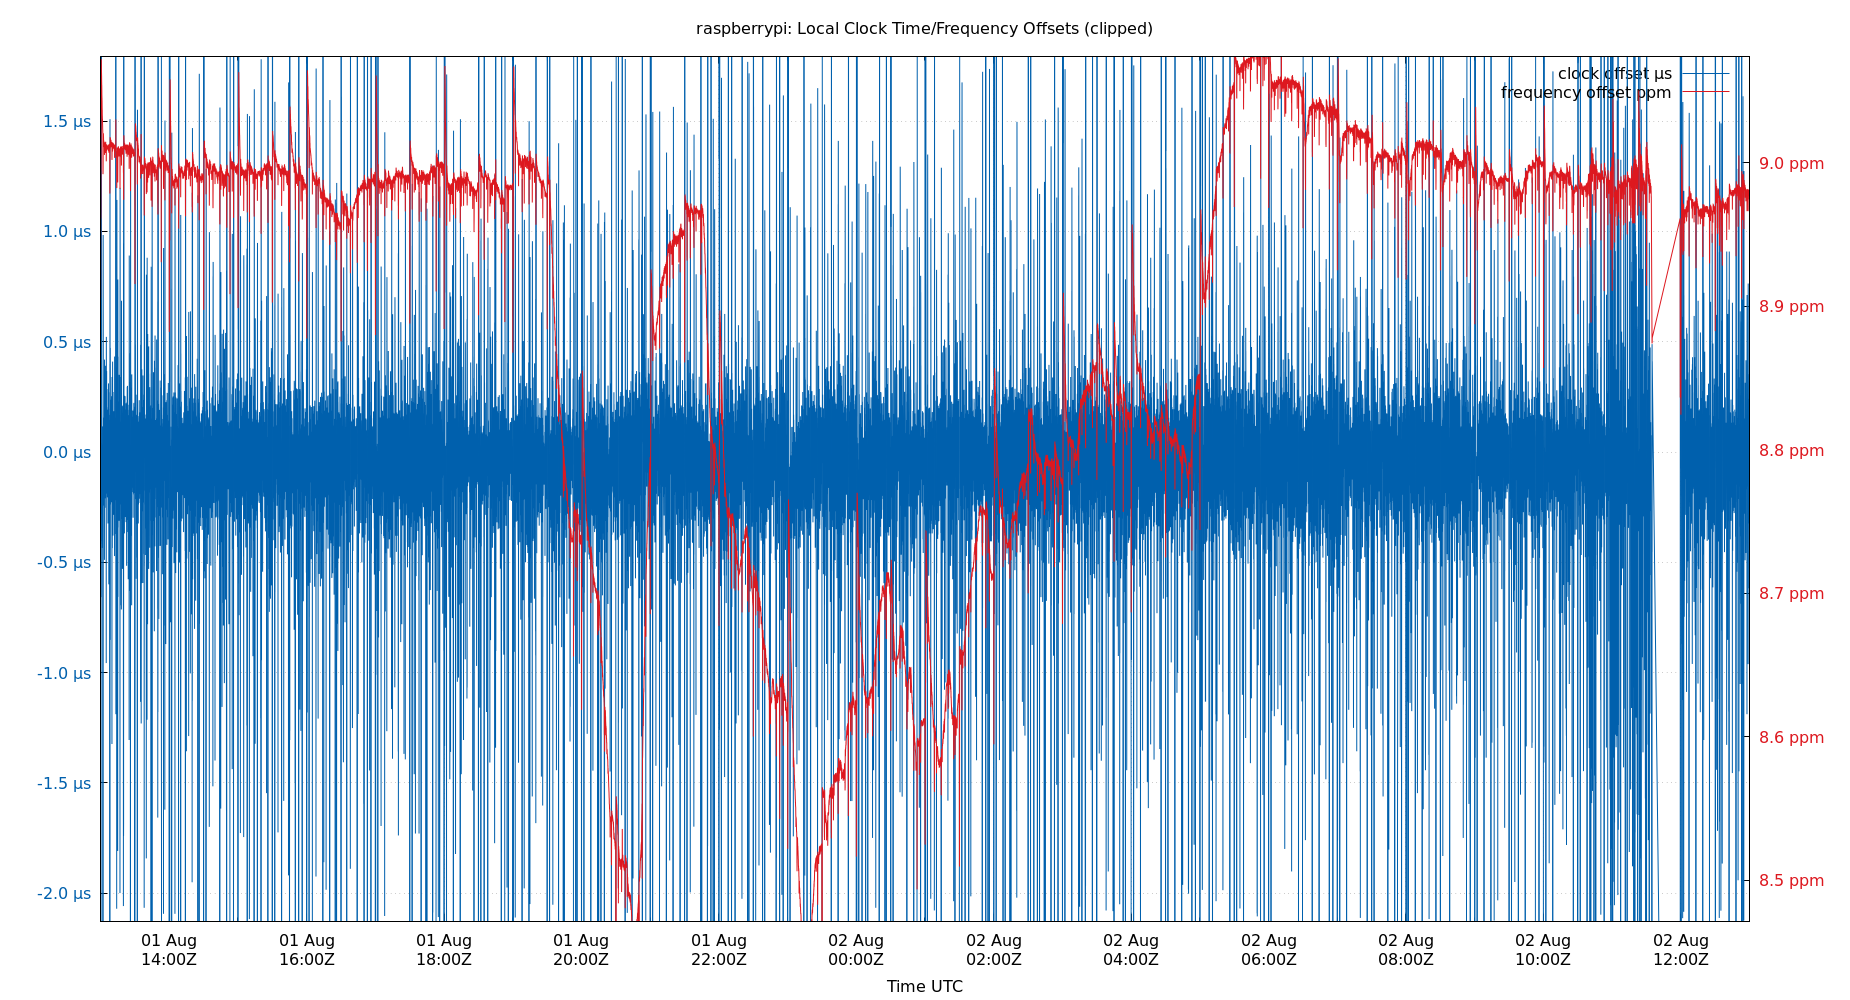 raspberrypi: Local Clock Time/Frequency Offsets (clipped)
clock offset µs
frequency offset ppm
1.5 µs
1.0 µs
0.5 µs
0.0 µs
-0.5 µs
-1.0 µs
-1.5 µs
-2.0 µs
9.0 ppm
8.9 ppm
8.8 ppm
8.7 ppm
8.6 ppm
8.5 ppm
01 Aug
14:00Z
01 Aug
16:00Z
01 Aug
18:00Z
01 Aug
20:00Z
01 Aug
22:00Z
02 Aug
00:00Z
02 Aug
02:00Z
02 Aug
04:00Z
02 Aug
06:00Z
02 Aug
08:00Z
02 Aug
10:00Z
02 Aug
12:00Z
Time UTC